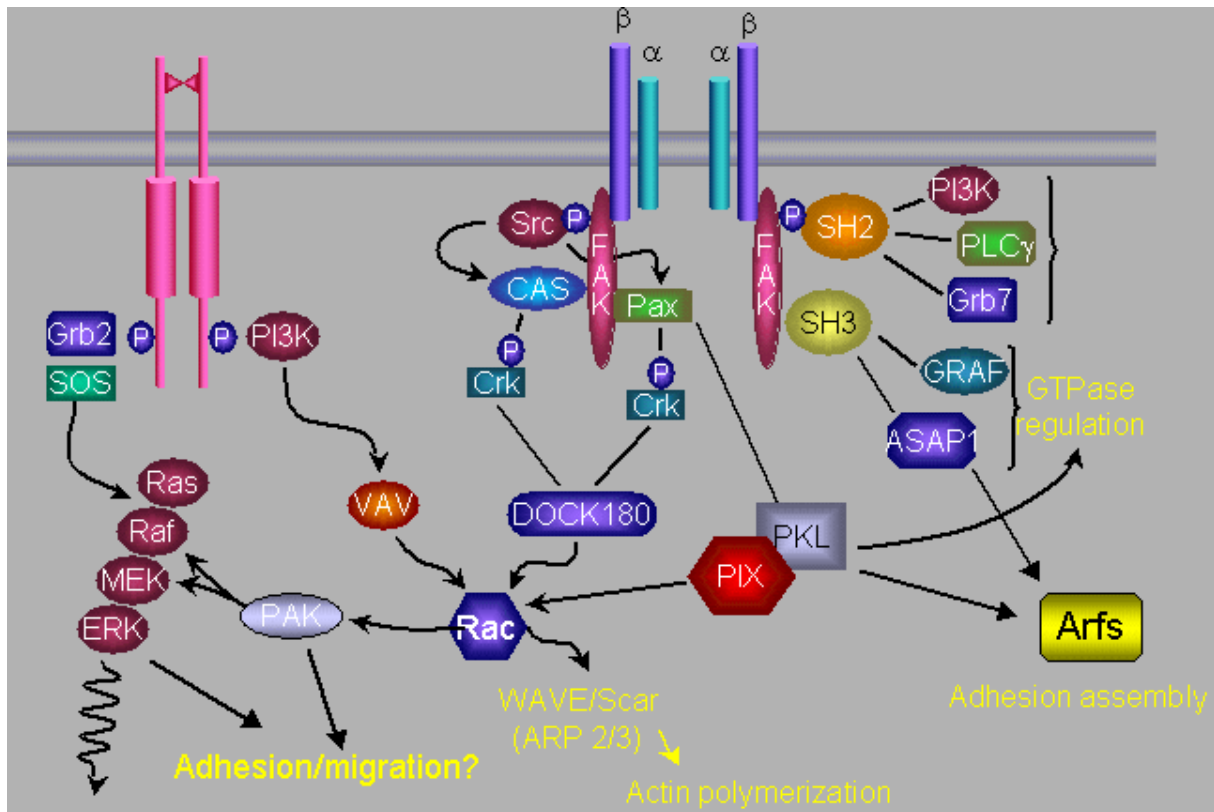 β
α
α
β
Src
P
F
A
K
CAS
Pax
P
Crk
P
Crk
F
A
K
P
SH2
PI3K
PLCγ
Grb7
SH3
GRAF
ASAP1
GTPase
regulation
Grb2
SOS
P
P
PI3K
Ras
Raf
MEK
ERK
VAV
DOCK180
PKL
PIX
PAK
Rac
Arfs
Adhesion assembly
WAVE/Scar
(ARP 2/3)
Actin polymerization
Adhesion/migration?